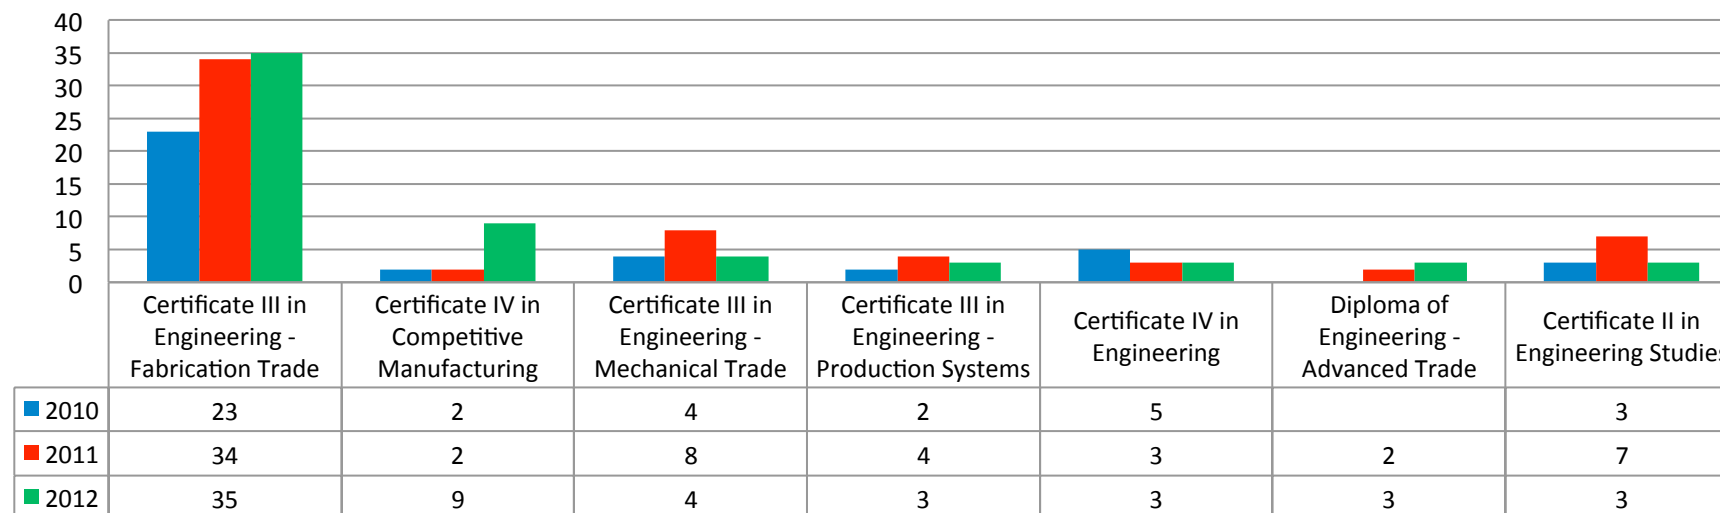 40
35
30
25
20
15
10
5
0
Certificate III in
Engineering -
Fabrication Trade
Certificate IV in
Competitive
Manufacturing
Certificate III in
Engineering -
Mechanical Trade
Certificate III in
Engineering -
Production Systems
Certificate IV in
Engineering
Diploma of
Engineering -
Advanced Trade
Certificate II in
Engineering Studies
2010 23 2 4 2 5 3
2011 34 2 8 4 3 2 7
2012 35 9 4 3 3 3 3